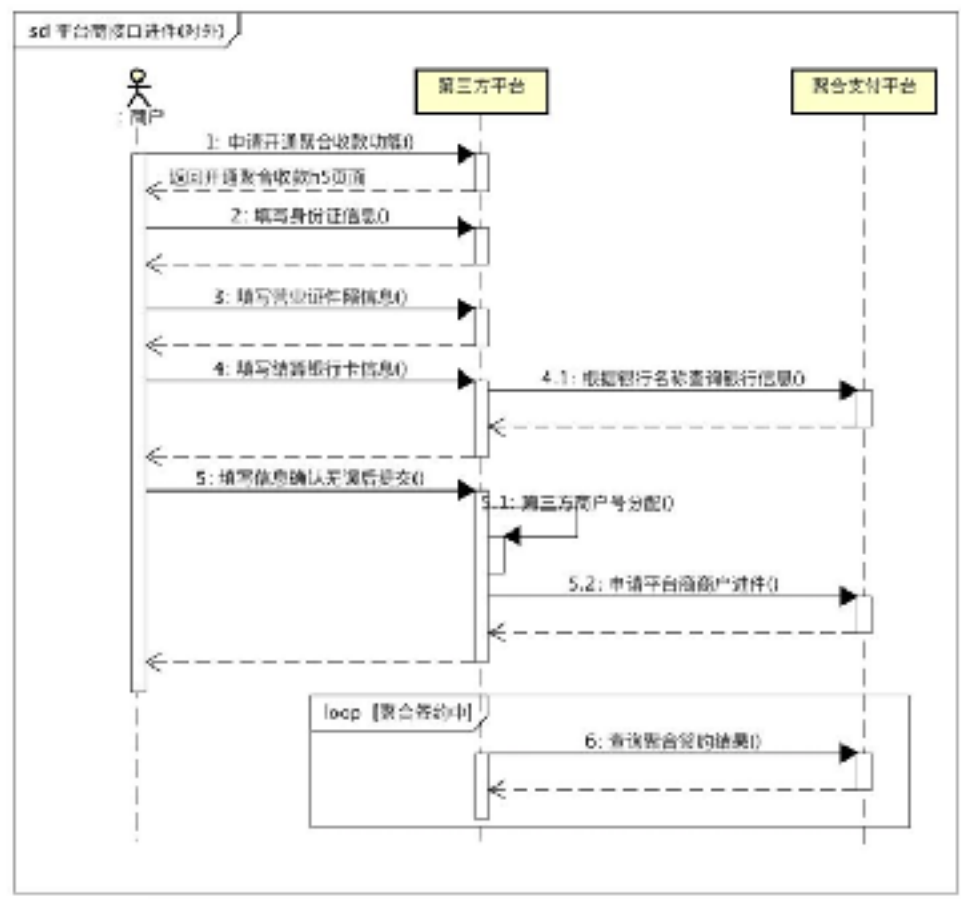 sd 平台商接口进件(对外)
第三方平台
聚合支付平台
: 商户
1: 申请开通聚合收款功能()
返回开通聚合收款h5页面
2: 填写身份证信息()
3: 填写营业证件照信息()
4: 填写结算银行卡信息()
4.1: 根据银行名称查询银行信息()
5: 填写信息确认无误后提交()
5.1: 第三方商户号分配()
5.2: 申请平台商商户进件()
loop [聚合签约中]
6: 查询聚合签约结果()